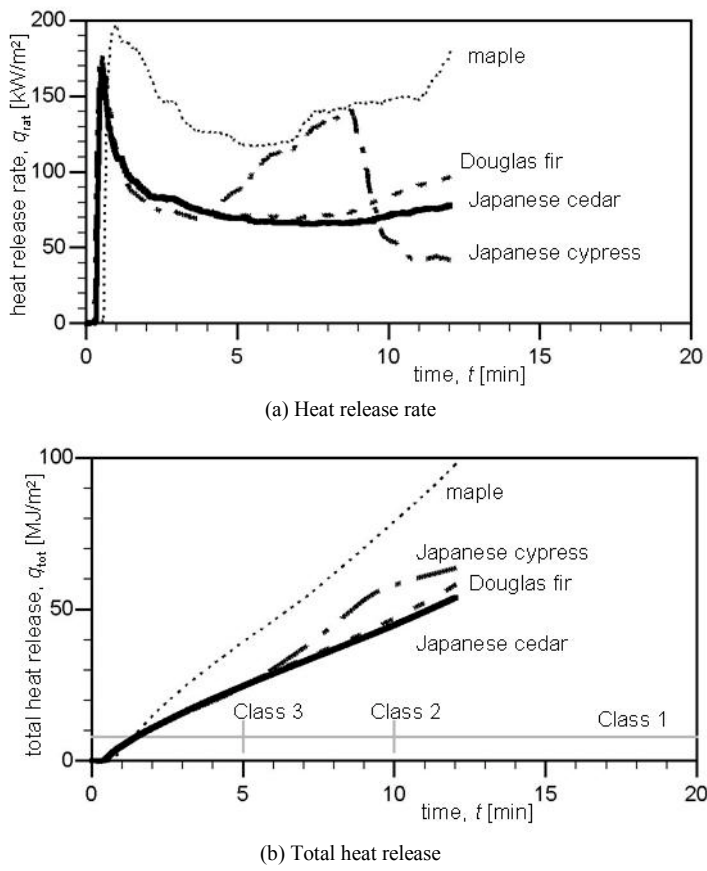 200
150
100
50
0
heat release rate, q_rat [kW/m²]
maple
Douglas fir
Japanese cedar
Japanese cypress
0 5 10 15 20
time, t [min]
(a) Heat release rate
100
50
0
total heat release, q_tot [MJ/m²]
maple
Japanese cypress
Douglas fir
Japanese cedar
Class 3
Class 2
Class 1
0 5 10 15 20
time, t [min]
(b) Total heat release